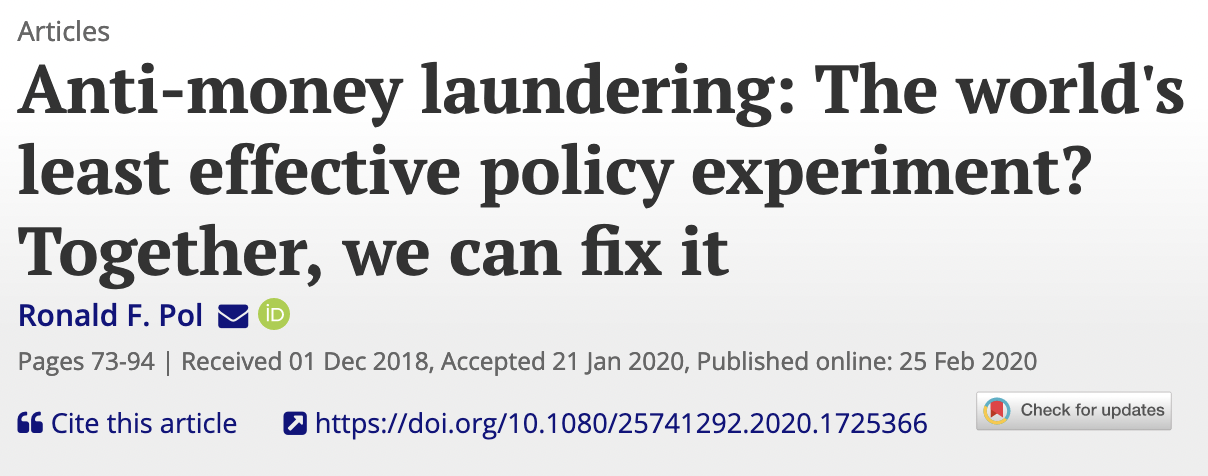 Articles
Anti-money laundering: The world's
least effective policy experiment?
Together, we can fix it
Ronald F. Pol iD
Pages 73-94 | Received 01 Dec 2018, Accepted 21 Jan 2020, Published online: 25 Feb 2020
Cite this article https://doi.org/10.1080/25741292.2020.1725366 Check for updates